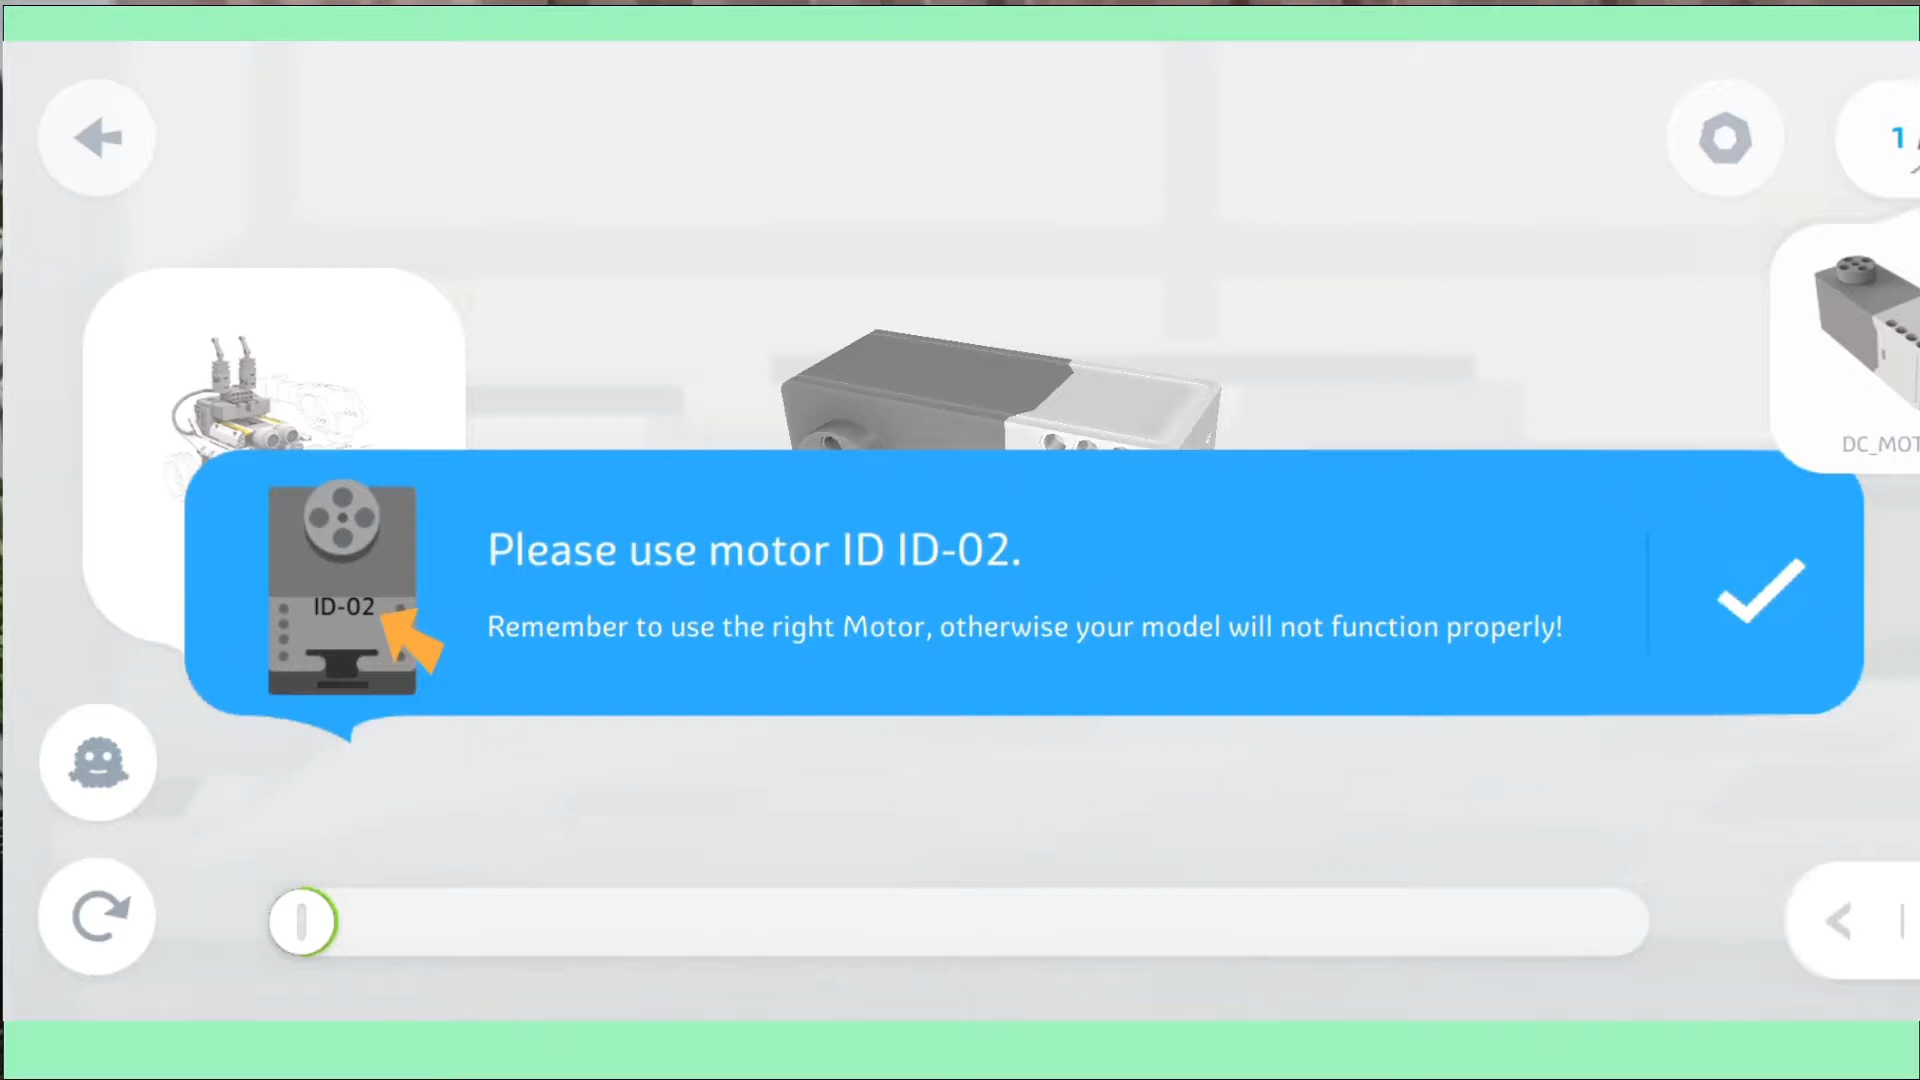 1
DC_MOT
ID-02
Please use motor ID ID-02.
Remember to use the right Motor, otherwise your model will not function properly!